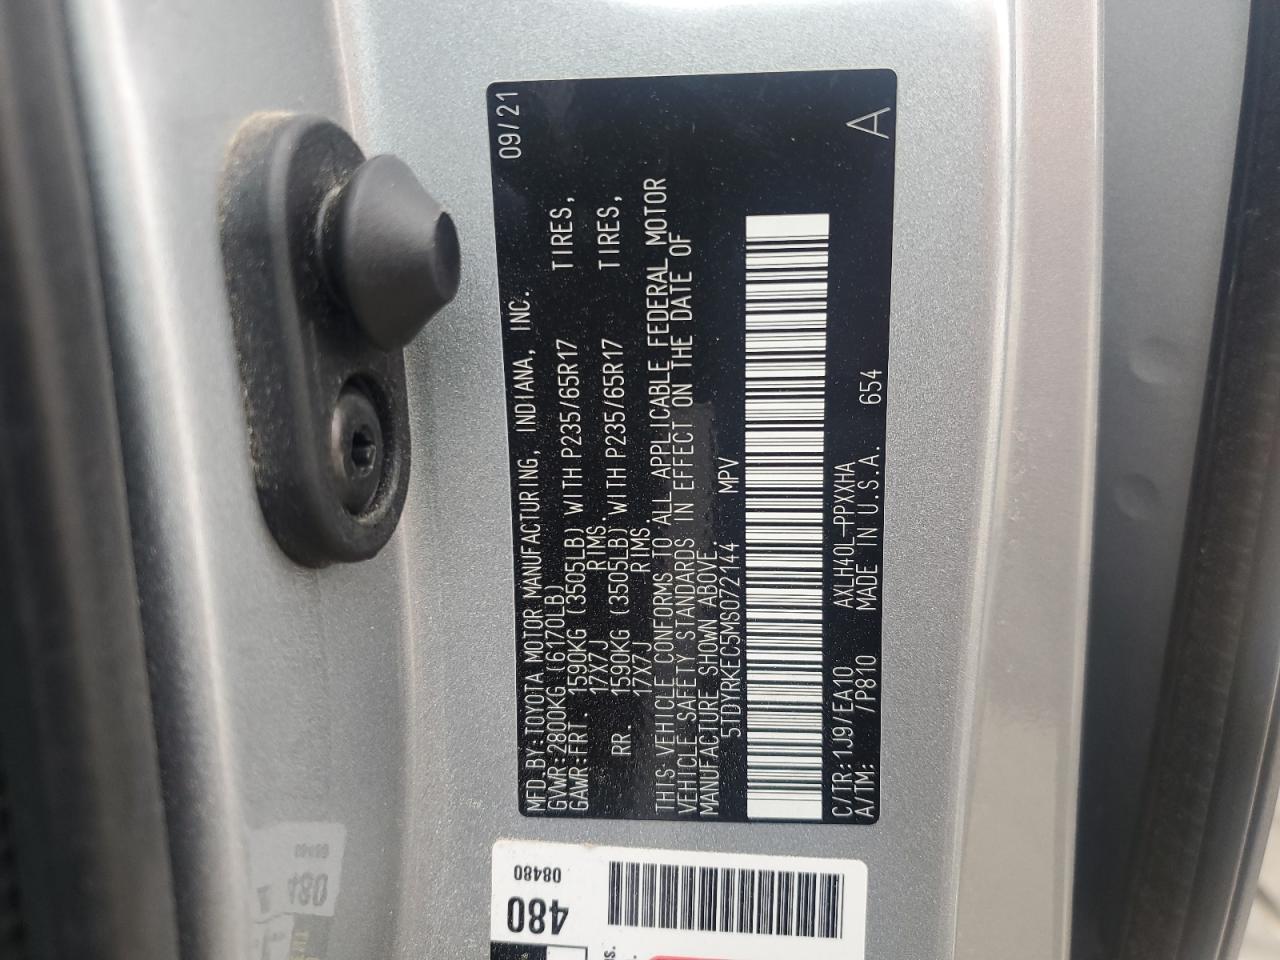 MFD.BY:TOYOTA MOTOR MANUFACTURING, INDIANA, INC. 09/21
GVWR:2800KG (6170LB)
GAWR:FRT. 1590KG (3505LB) WITH P235/65R17 TIRES,
17X7J RIMS.
RR. 1590KG (3505LB) WITH P235/65R17 TIRES,
17X7J RIMS.
THIS VEHICLE CONFORMS TO ALL APPLICABLE FEDERAL MOTOR
VEHICLE SAFETY STANDARDS IN EFFECT ON THE DATE OF
MANUFACTURE SHOWN ABOVE.
5TDYRKEC5MS072144 MPV
A
C/TR:1J9/EA10 AXLH40L-PPXXHA
A/TM: /P810 MADE IN U.S.A. 654
08480
480